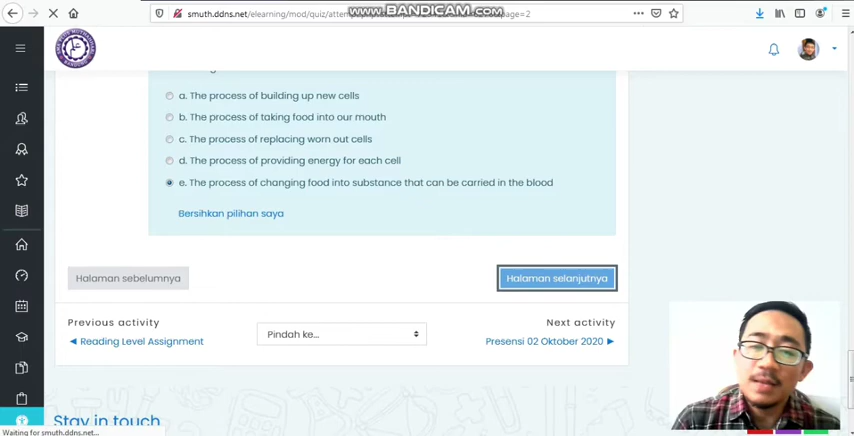 smuth.ddns.net/elearning/mod/quiz/attempt.php
page=2
www.BANDICAM.com
a. The process of building up new cells
b. The process of taking food into our mouth
c. The process of replacing worn out cells
d. The process of providing energy for each cell
e. The process of changing food into substance that can be carried in the blood
Bersihkan pilihan saya
Halaman sebelumnya
Halaman selanjutnya
Previous activity
Next activity
◄ Reading Level Assignment
Pindah ke...
Presensi 02 Oktober 2020 ►
Stay in touch
Waiting for smuth.ddns.net...